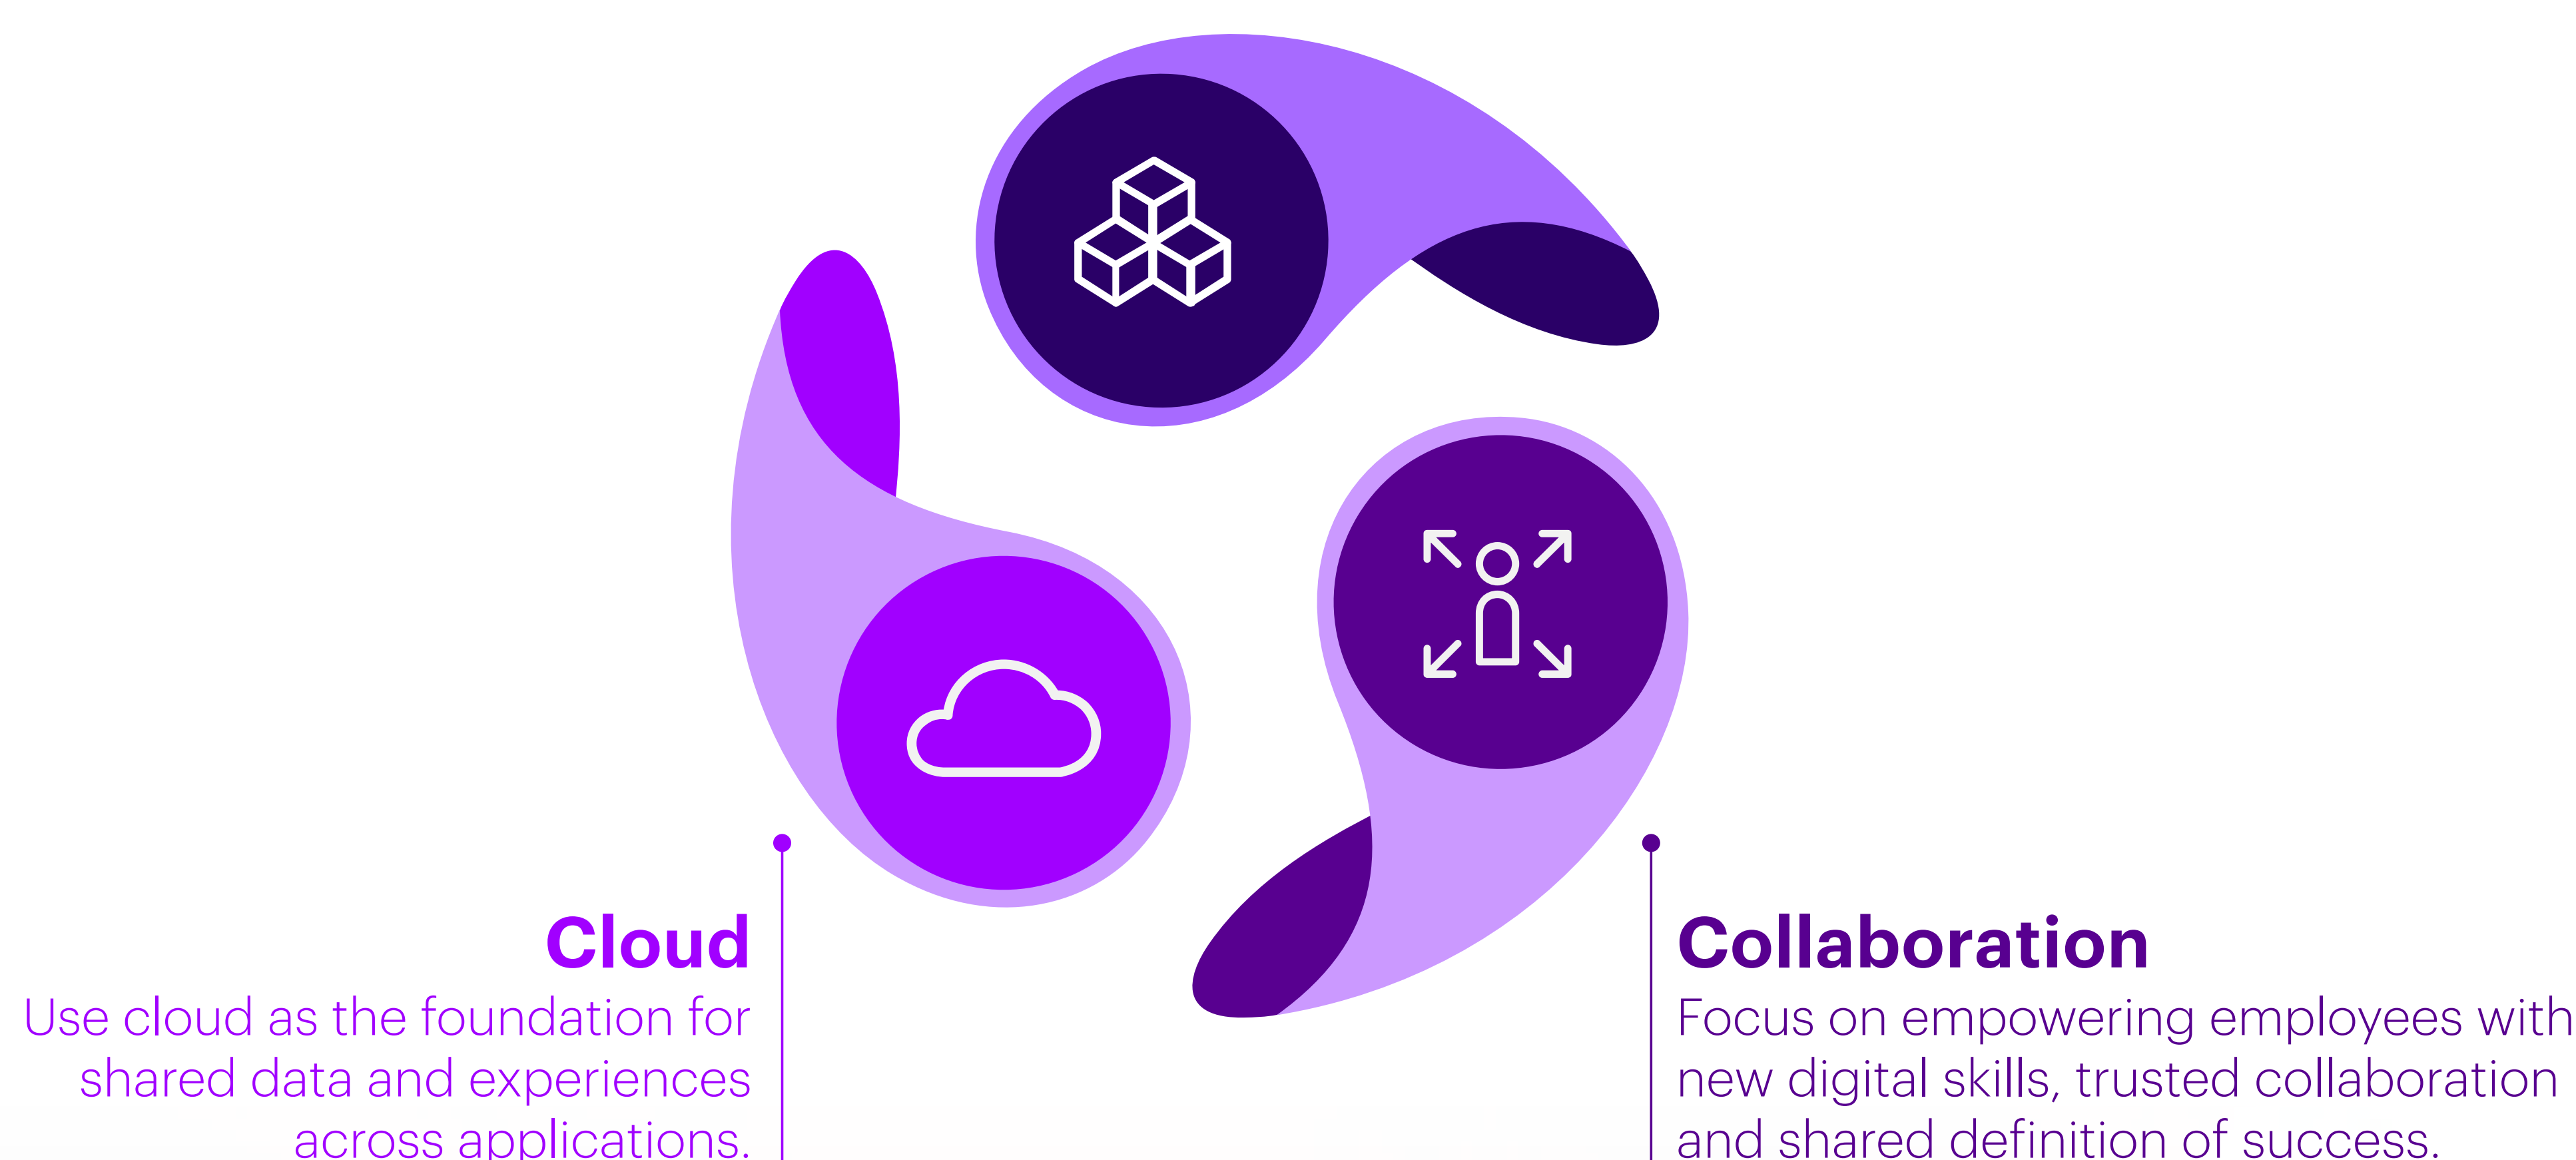 Cloud
Use cloud as the foundation for
shared data and experiences
across applications.
Collaboration
Focus on empowering employees with
new digital skills, trusted collaboration
and shared definition of success.